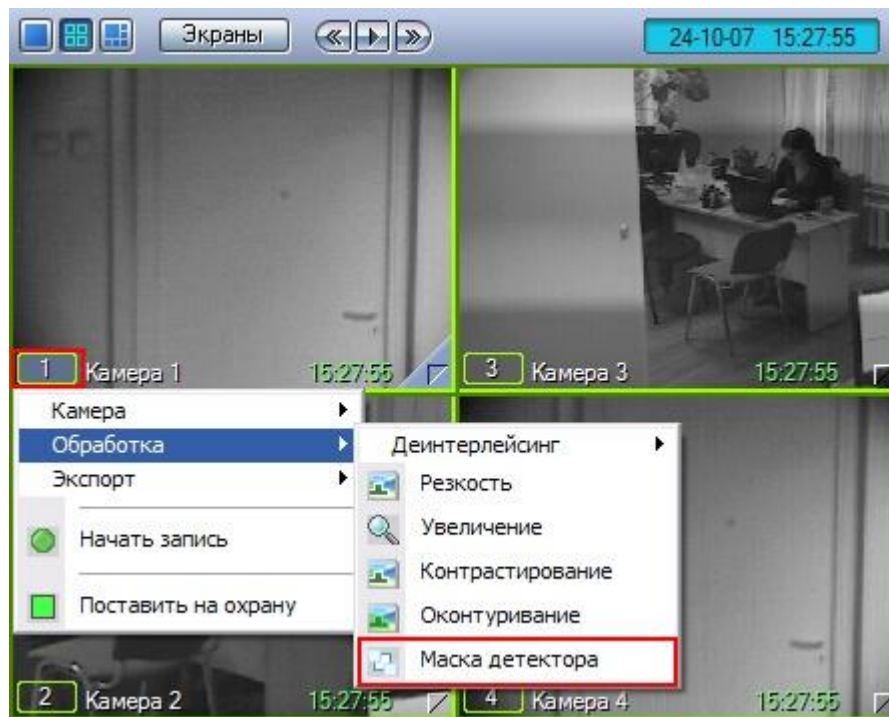 Экраны
24-10-07 15:27:55
1 Камера 1 15:27:55
3 Камера 3 15:27:55
Камера
Обработка
Экспорт
Начать запись
Поставить на охрану
Деинтерлейсинг
Резкость
Увеличение
Контрастирование
Оконтуривание
Маска детектора
2 Камера 2 15:27:55
4 Камера 4 15:27:55